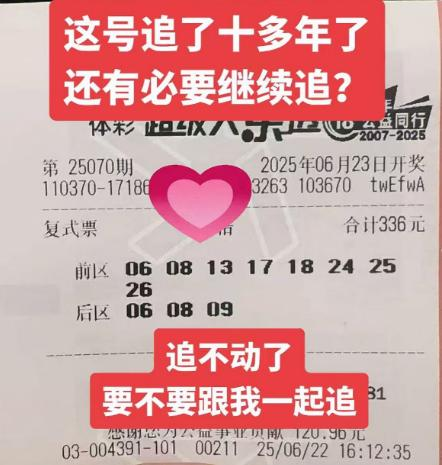 这号追了十多年了
还有必要继续追？
体彩 超级大乐透
公益同行
2007-2025
第 25070期 2025年06月23日开奖
110370-17186 3263 103670 twEfwA
复式票 合计336元
前区 06 08 13 17 18 24 25
26
后区 06 08 09
追不动了
要不要跟我一起追
81
感谢您为公益事业贡献 120.96元
03-004391-101 00211 25/06/22 16:12:35